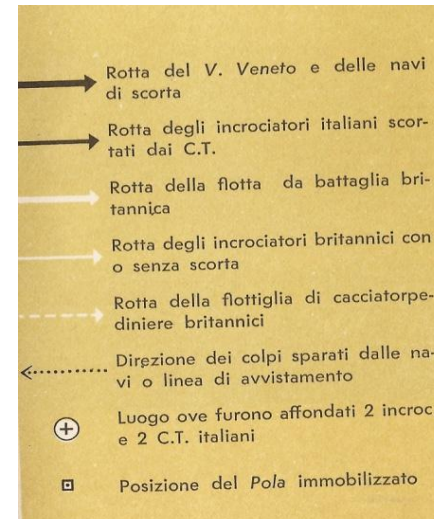 Rotta del V. Veneto e delle navi
di scorta
Rotta degli incrociatori italiani scor-
tati dai C.T.
Rotta della flotta da battaglia bri-
tannica
Rotta degli incrociatori britannici con
o senza scorta
Rotta della flottiglia di cacciatorpe-
diniere britannici
Direzione dei colpi sparati dalle na-
vi o linea di avvistamento
Luogo ove furono affondati 2 incroc
e 2 C.T. italiani
Posizione del Pola immobilizzato